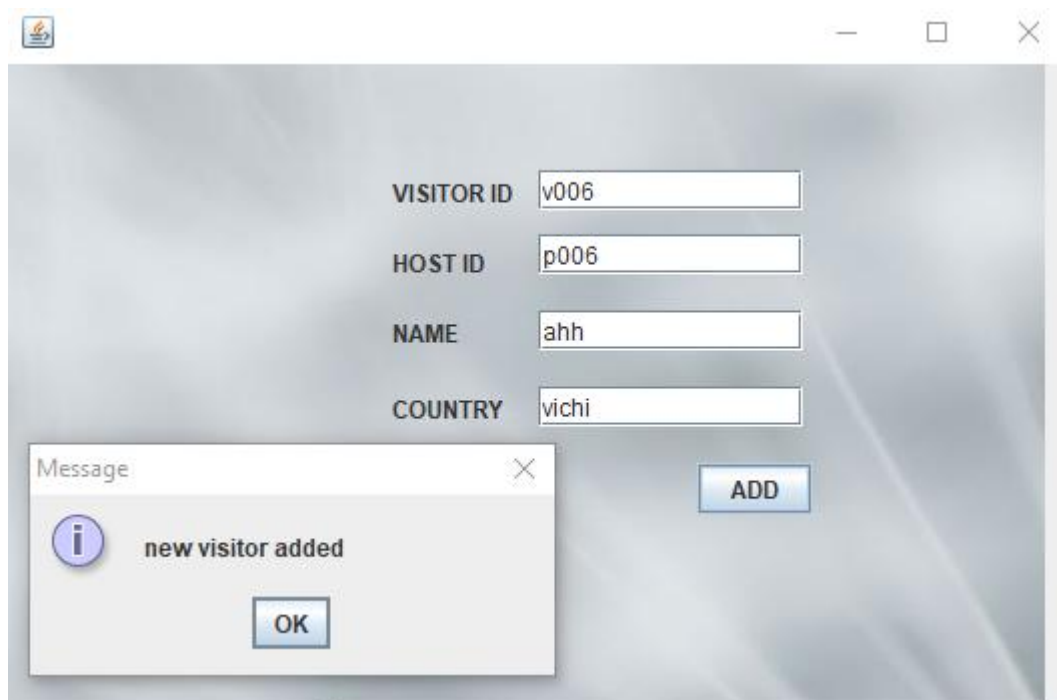 VISITOR ID v006
HOST ID p006
NAME ahh
COUNTRY vichi
ADD
Message
i new visitor added
OK